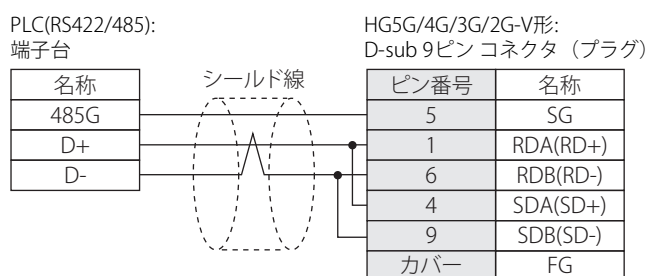 PLC(RS422/485):
端子台
HG5G/4G/3G/2G-V形:
D-sub 9ピン コネクタ（プラグ）
名称
シールド線
ピン番号
名称
485G
5
SG
D+
1
RDA(RD+)
D-
6
RDB(RD-)
4
SDA(SD+)
9
SDB(SD-)
カバー
FG